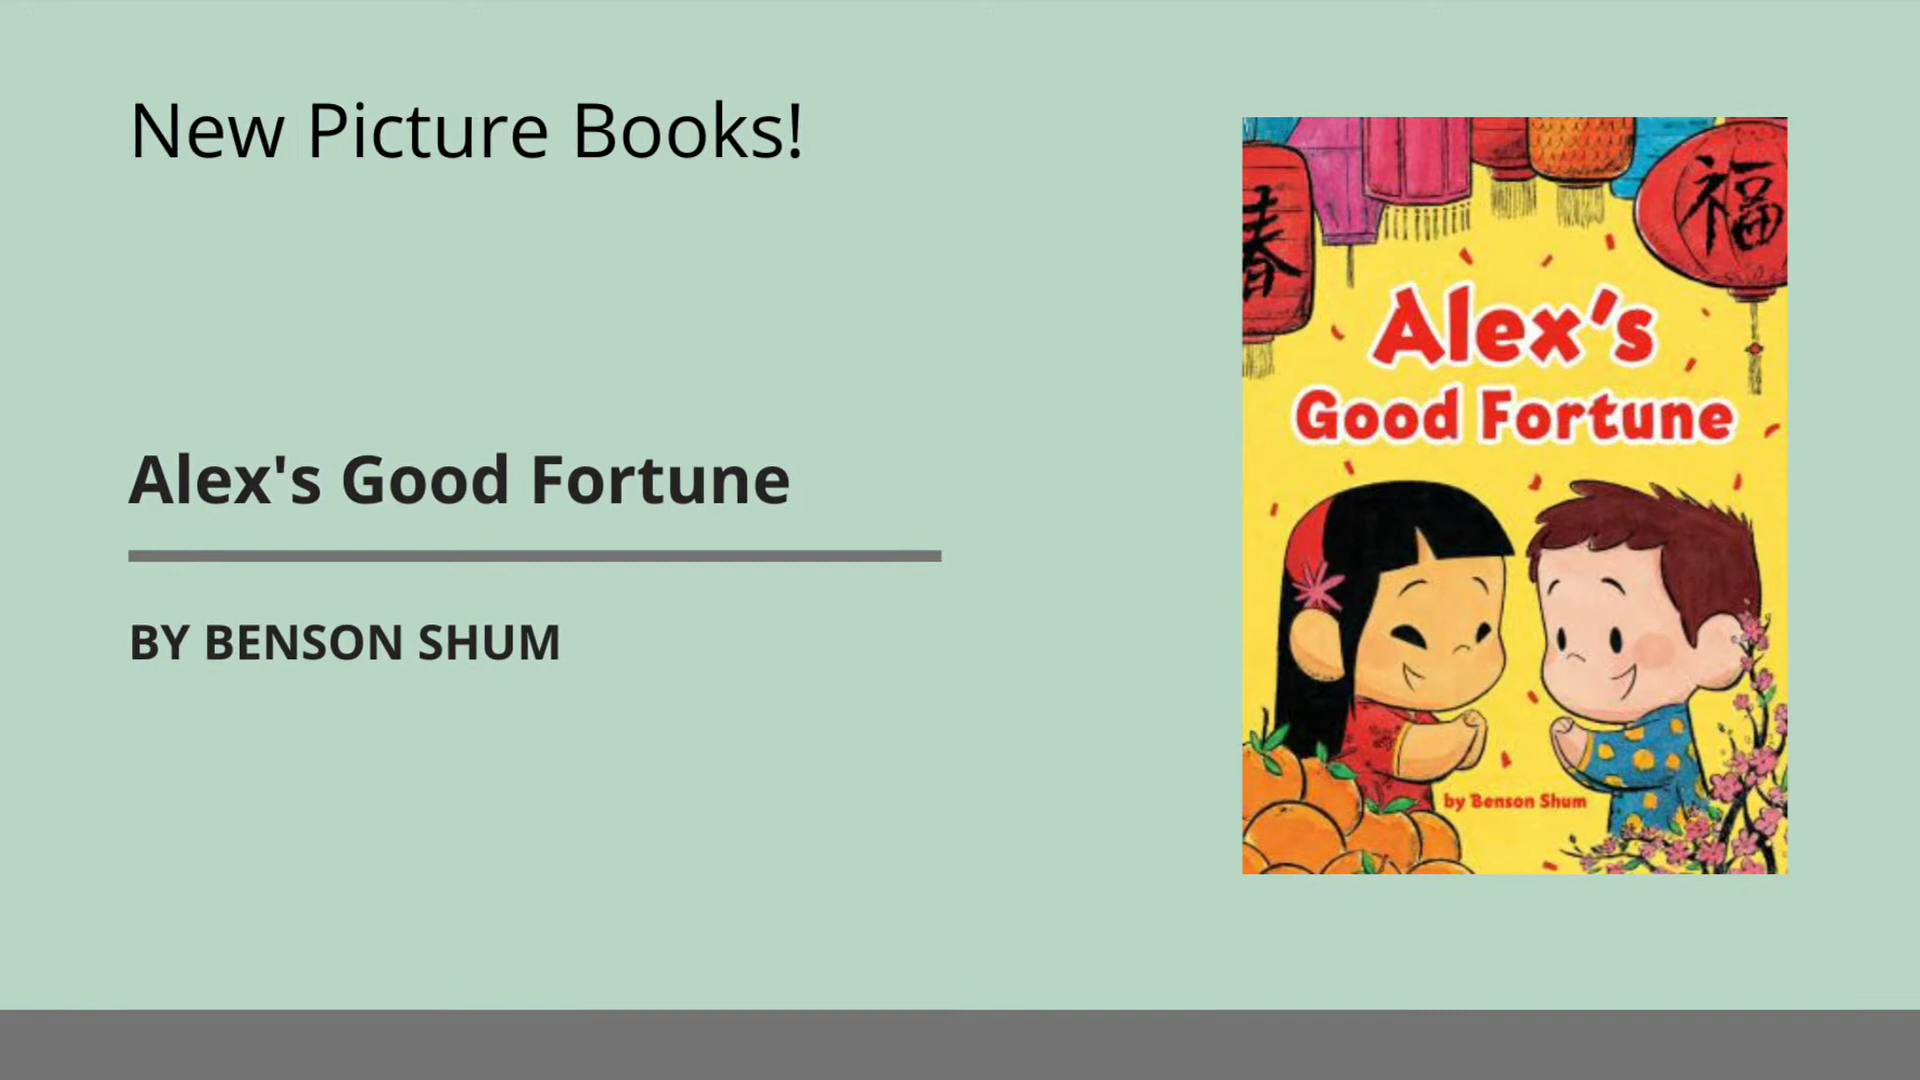 New Picture Books!
Alex's Good Fortune
BY BENSON SHUM
春
福
Alex's
Good Fortune
by Benson Shum